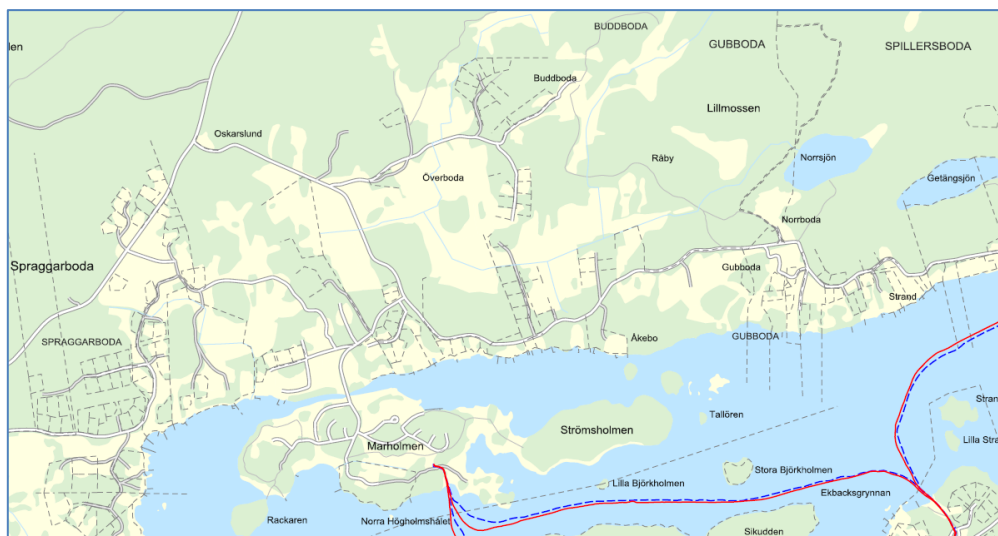 len
BUDDBODA
GUBBODA
SPILLERSBODA
Buddboda
Lillmossen
Oskarslund
Råby
Norrsjön
Överboda
Getängsjön
Norrboda
Spraggarboda
Gubboda
Strand
SPRAGGARBODA
Åkebo
GUBBODA
Stran
Tallören
Strömsholmen
Marholmen
Lilla Stra
Stora Björkholmen
Lilla Björkholmen
Ekbacksgrynnan
Rackaren
Norra Högholmshålet
Sikudden